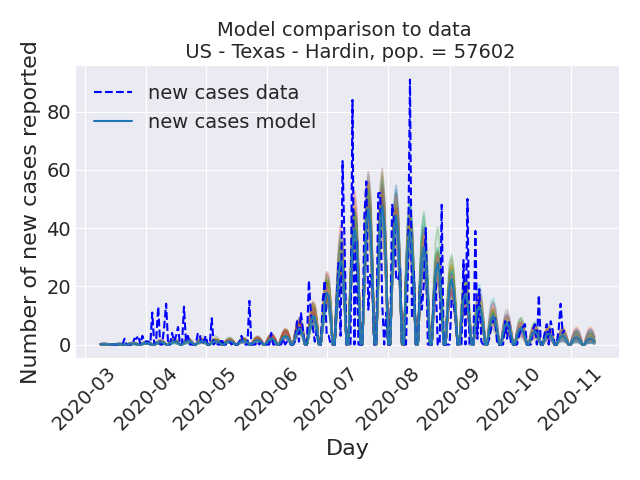 Model comparison to data
US - Texas - Hardin, pop. = 57602
Number of new cases reported
80
60
40
20
0
new cases data
new cases model
2020-03
2020-04
2020-05
2020-06
2020-07
2020-08
2020-09
2020-10
2020-11
Day